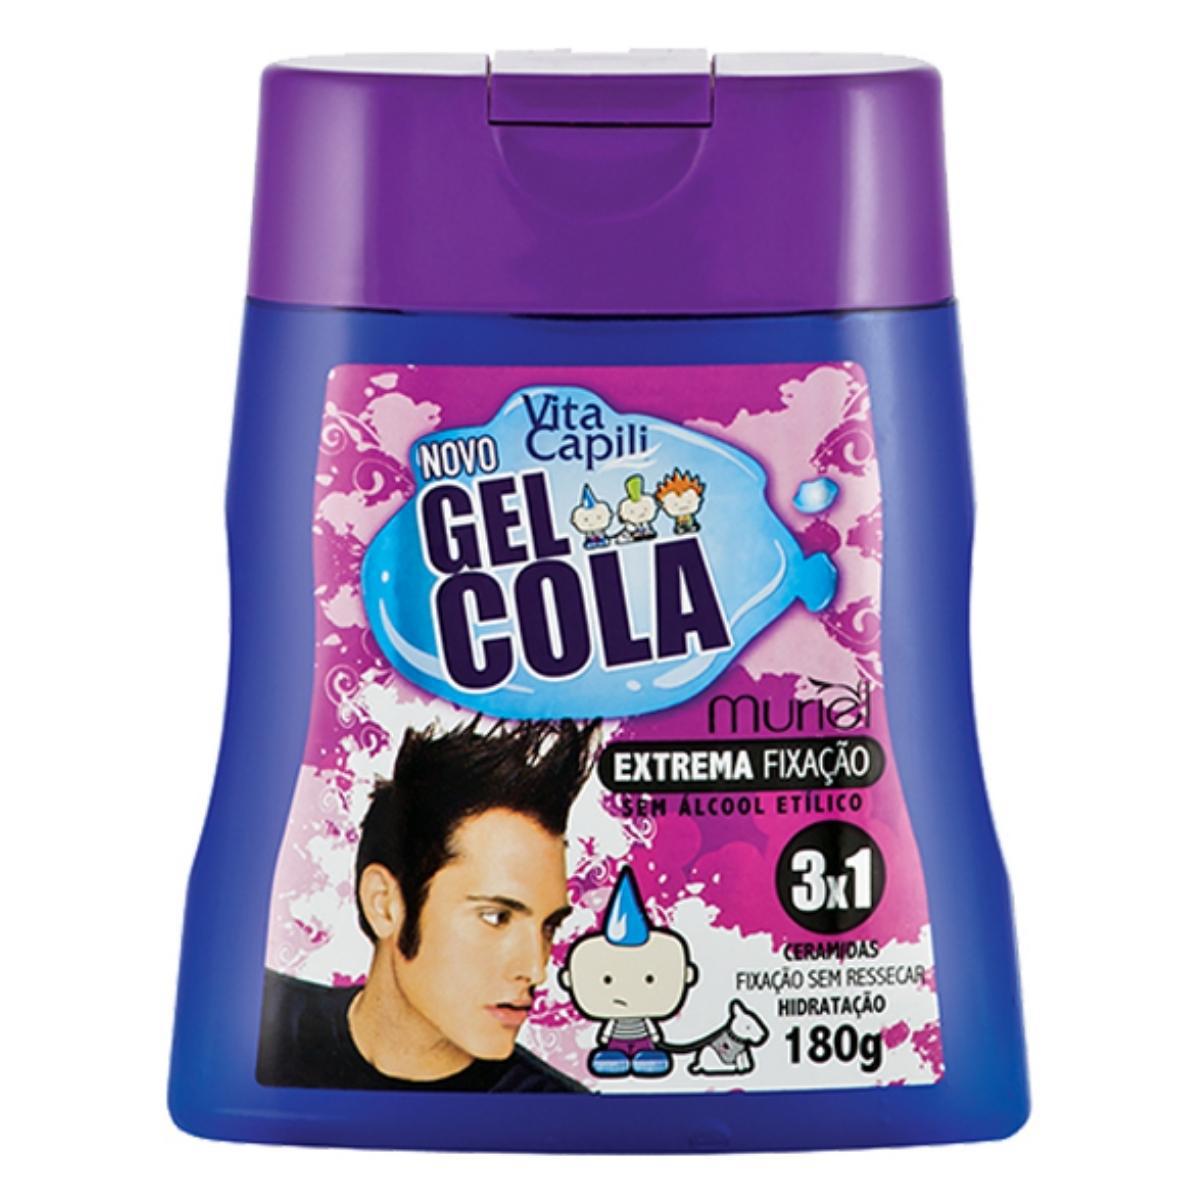 Vita
Capili
NOVO
GEL
COLA
muriel
EXTREMA FIXAÇÃO
SEM ÁLCOOL ETÍLICO
3x1
CERAMIDAS
FIXAÇÃO SEM RESSECAR
HIDRATAÇÃO
180g